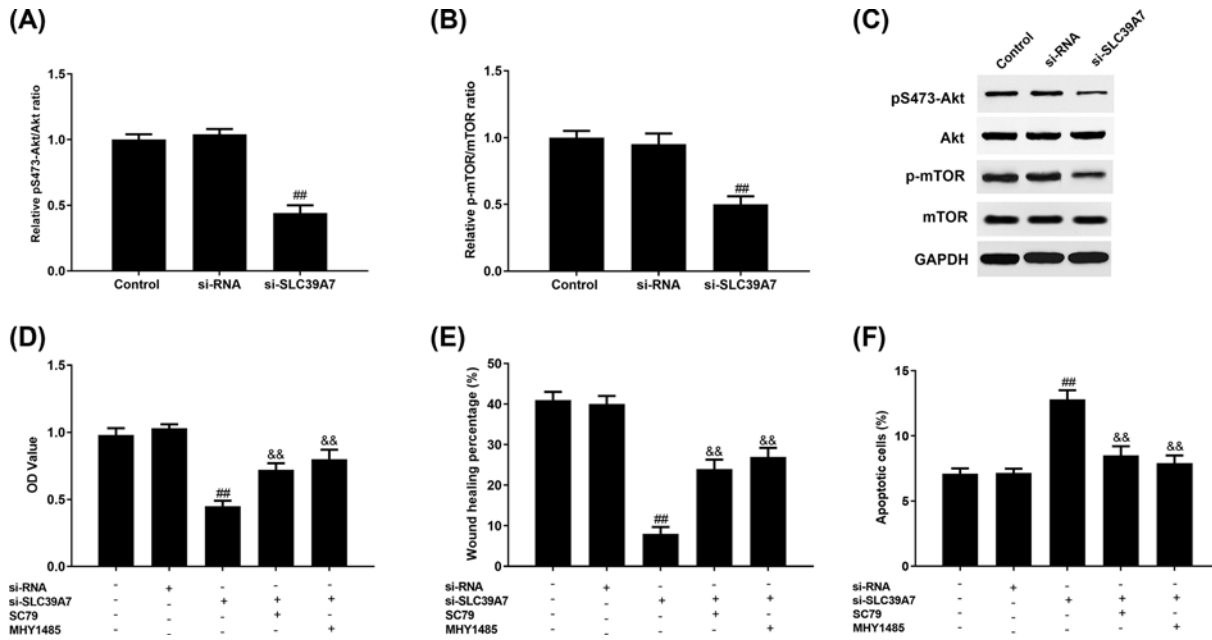 (A)
Relative pS473-Akt/Akt ratio
1.5
1.0
0.5
0.0
##
Control si-RNA si-SLC39A7
(B)
Relative p-mTOR/mTOR ratio
1.5
1.0
0.5
0.0
##
Control si-RNA si-SLC39A7
(C)
Control si-RNA si-SLC39A7
pS473-Akt
Akt
p-mTOR
mTOR
GAPDH
(D)
OD Value
1.5
1.0
0.5
0.0
## && &&
si-RNA - + - - -
si-SLC39A7 - - + + +
SC79 - - - + -
MHY1485 - - - - +
(E)
Wound healing percentage (%)
50
40
30
20
10
0
## && &&
si-RNA - + - - -
si-SLC39A7 - - + + +
SC79 - - - + -
MHY1485 - - - - +
(F)
Apoptotic cells (%)
15
10
5
0
## && &&
si-RNA - + - - -
si-SLC39A7 - - + + +
SC79 - - - + -
MHY1485 - - - - +